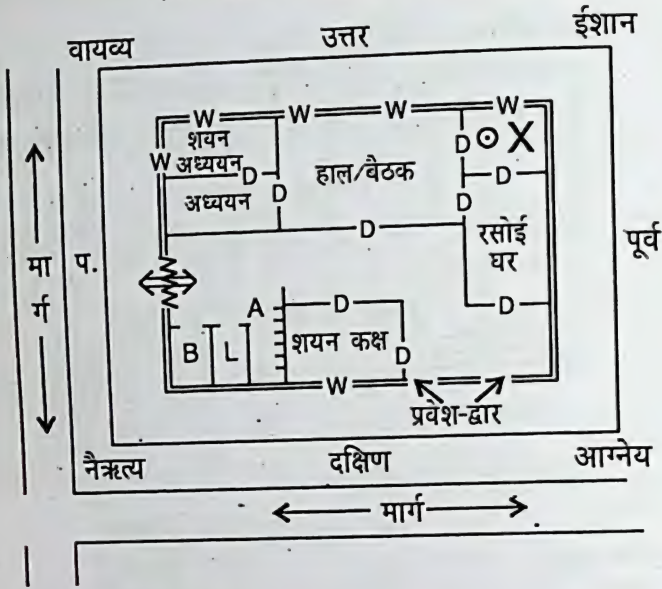 वायव्य उत्तर ईशान
W W W W
शयन
W अध्ययन D
अध्ययन D
हाल/बैठक
D ⊙ X
D D
D
रसोई
घर
पूर्व
मा
र्ग
प.
A D
B L शयन कक्ष D
D
W
प्रवेश-द्वार
नैऋत्य दक्षिण आग्नेय
मार्ग